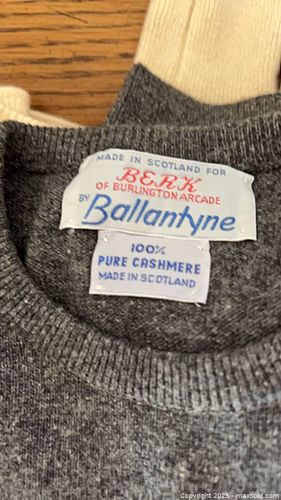 MADE IN SCOTLAND FOR
BERK
OF BURLINGTON ARCADE
BY Ballantyne
100%
PURE CASHMERE
MADE IN SCOTLAND
Copyright © 2025 - maxsold.com